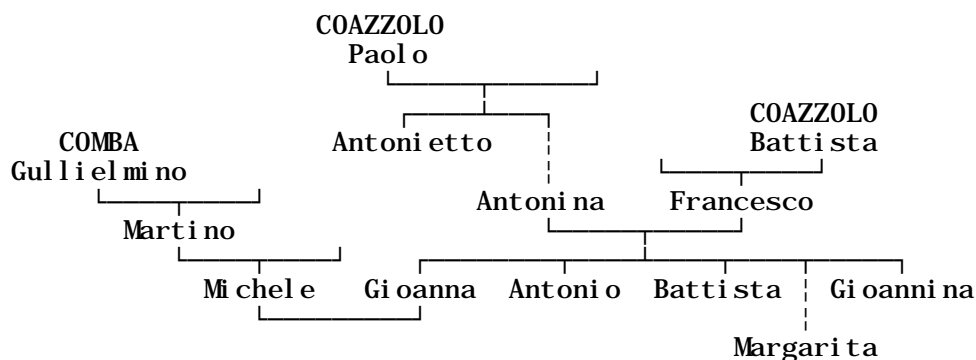 COAZZOLO
Paolo
COAZZOLO
Antonietto
Battista
COMBA
Gullielmino
Antonina Francesco
Martino
Michele Gioanna Antonio Battista Gioannina
Margarita